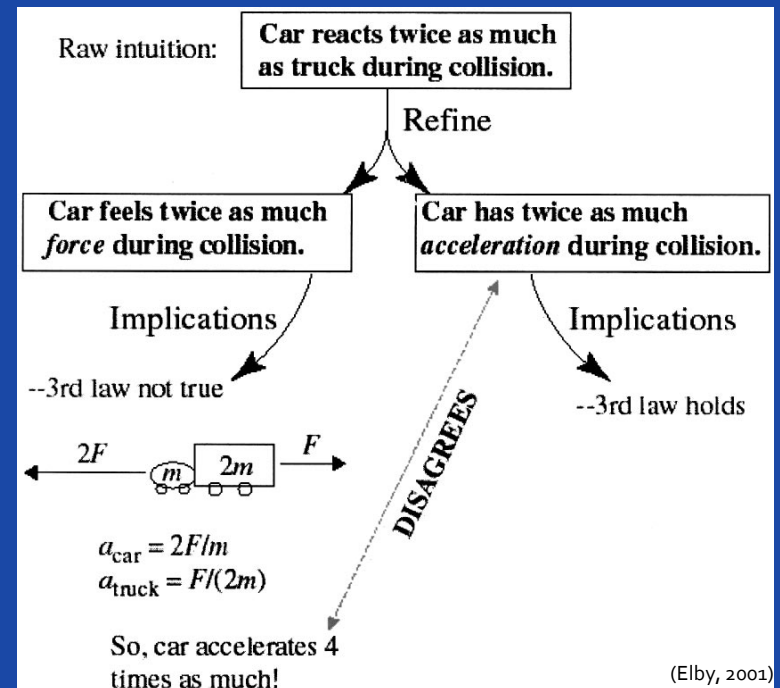 Raw intuition:
Car reacts twice as much
as truck during collision.
Refine
Car feels twice as much
force during collision.
Car has twice as much
acceleration during collision.
Implications
Implications
--3rd law not true
--3rd law holds
2F
m
2m
F
DISAGREES
a_car = 2F/m
a_truck = F/(2m)
So, car accelerates 4
times as much!
(Elby, 2001)